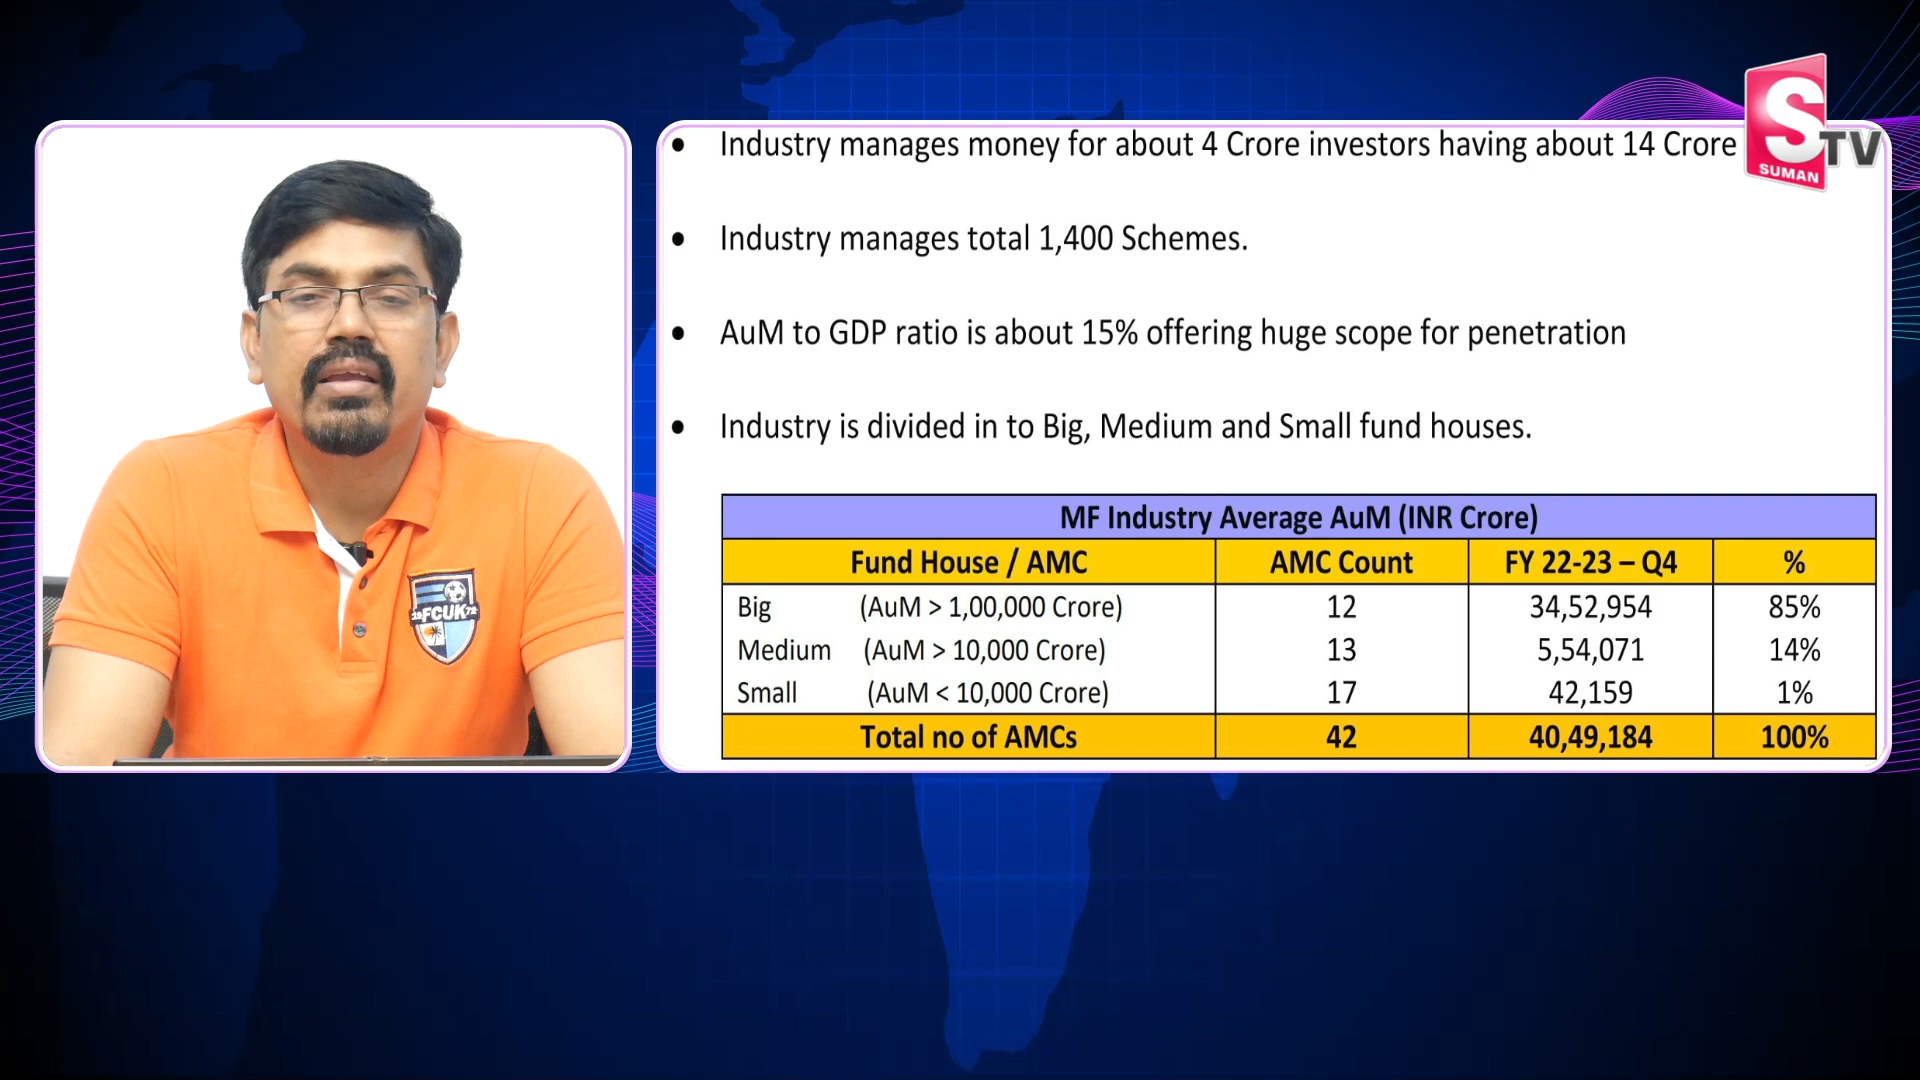 S
TV
SUMAN
• Industry manages money for about 4 Crore investors having about 14 Crore
• Industry manages total 1,400 Schemes.
• AuM to GDP ratio is about 15% offering huge scope for penetration
• Industry is divided in to Big, Medium and Small fund houses.
MF Industry Average AuM (INR Crore)
Fund House / AMC AMC Count FY 22-23 – Q4 %
Big (AuM > 1,00,000 Crore) 12 34,52,954 85%
Medium (AuM > 10,000 Crore) 13 5,54,071 14%
Small (AuM < 10,000 Crore) 17 42,159 1%
Total no of AMCs 42 40,49,184 100%
19 FCUK 72